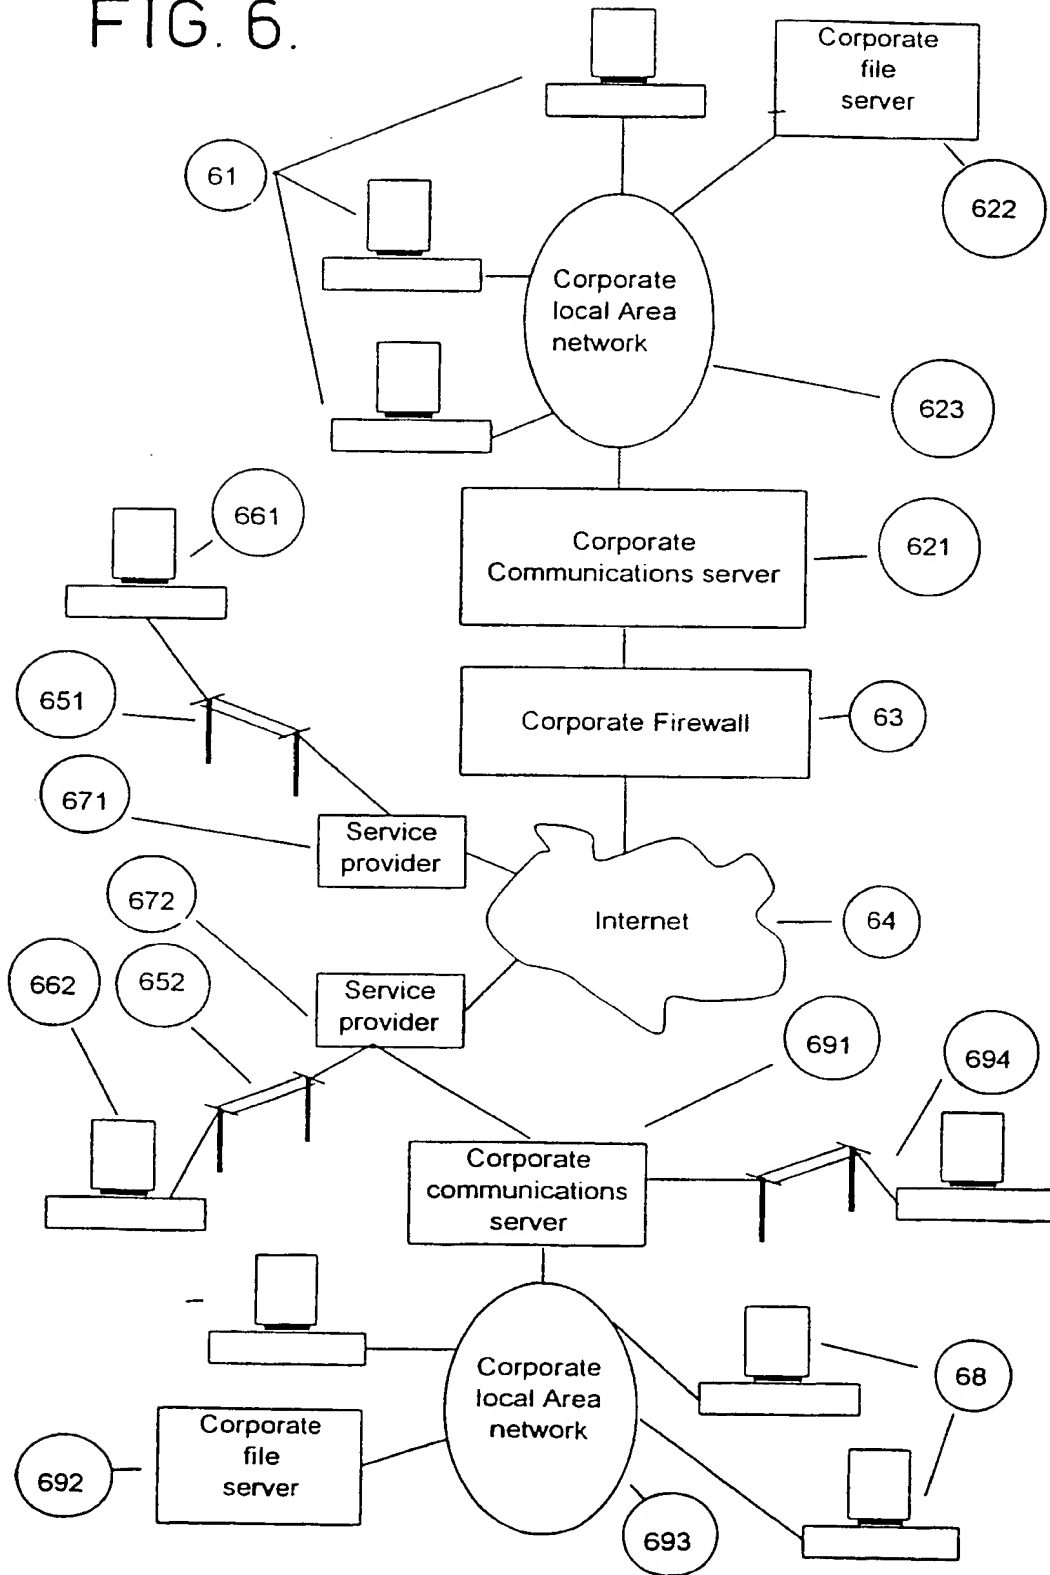 FIG. 6.
Corporate
file
server
61
622
Corporate
local Area
network
623
661
Corporate
Communications server
621
651
Corporate Firewall
63
671
Service
provider
672
Internet
64
662
652
Service
provider
691
694
Corporate
communications
server
Corporate
local Area
network
68
Corporate
file
server
692
693